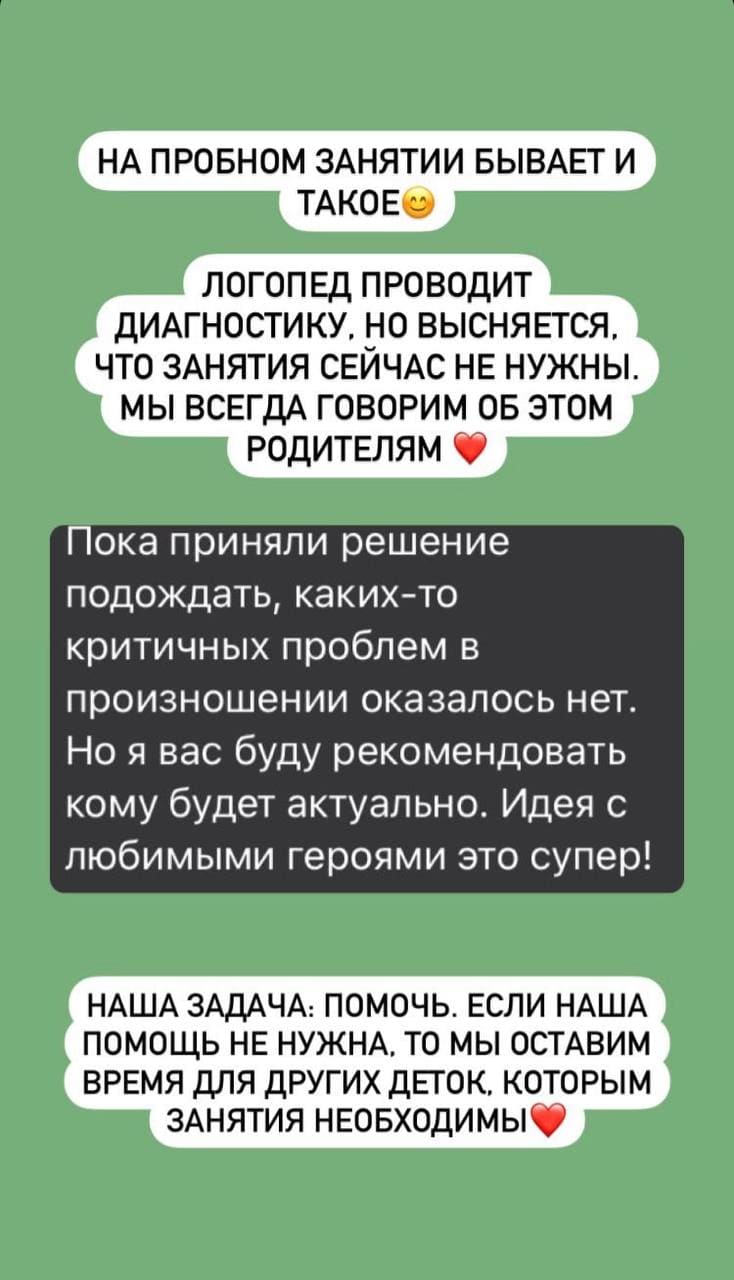 НА ПРОБНОМ ЗАНЯТИИ БЫВАЕТ И
ТАКОЕ😊
ЛОГОПЕД ПРОВОДИТ
ДИАГНОСТИКУ, НО ВЫСНЯЕТСЯ,
ЧТО ЗАНЯТИЯ СЕЙЧАС НЕ НУЖНЫ.
МЫ ВСЕГДА ГОВОРИМ ОБ ЭТОМ
РОДИТЕЛЯМ ❤️
Пока приняли решение
подождать, каких-то
критичных проблем в
произношении оказалось нет.
Но я вас буду рекомендовать
кому будет актуально. Идея с
любимыми героями это супер!
НАША ЗАДАЧА: ПОМОЧЬ. ЕСЛИ НАША
ПОМОЩЬ НЕ НУЖНА, ТО МЫ ОСТАВИМ
ВРЕМЯ ДЛЯ ДРУГИХ ДЕТОК, КОТОРЫМ
ЗАНЯТИЯ НЕОБХОДИМЫ❤️